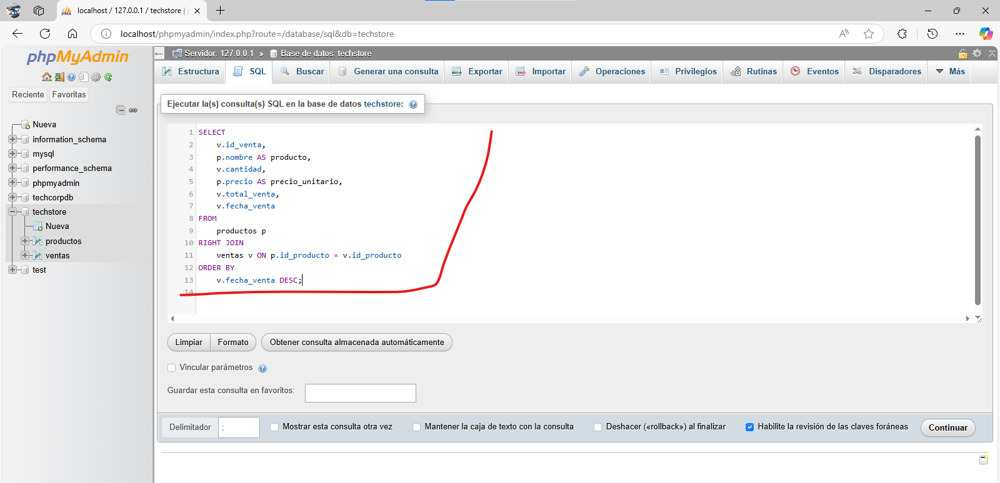 localhost / 127.0.0.1 / techstore |
localhost/phpmyadmin/index.php?route=/database/sql&db=techstore
phpMyAdmin
Reciente
Favoritas
Nueva
information_schema
mysql
performance_schema
phpmyadmin
techcorpdb
techstore
Nueva
productos
ventas
test
Servidor: 127.0.0.1 » Base de datos: techstore
Estructura
SQL
Buscar
Generar una consulta
Exportar
Importar
Operaciones
Privilegios
Rutinas
Eventos
Disparadores
Más
Ejecutar la(s) consulta(s) SQL en la base de datos techstore:
1 SELECT
2 v.id_venta,
3 p.nombre AS producto,
4 v.cantidad,
5 p.precio AS precio_unitario,
6 v.total_venta,
7 v.fecha_venta
8 FROM
9 productos p
10 RIGHT JOIN
11 ventas v ON p.id_producto = v.id_producto
12 ORDER BY
13 v.fecha_venta DESC;
14
Limpiar
Formato
Obtener consulta almacenada automáticamente
Vincular parámetros
Guardar esta consulta en favoritos:
Delimitador ;
Mostrar esta consulta otra vez
Mantener la caja de texto con la consulta
Deshacer («rollback») al finalizar
Habilite la revisión de las claves foráneas
Continuar